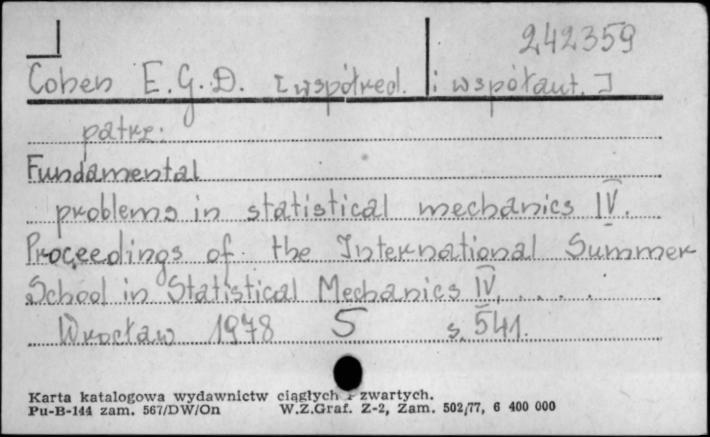 242359
Cohen E.G.D. [współred. i współaut.]
patrz:
Fundamental
problems in statistical mechanics IV.
Proceedings of the International Summer
School in Statistical Mechanics IV, . . . .
Wrocław 1978 5 s. 541.
Karta katalogowa wydawnictw ciągłych i zwartych.
Pu-B-144 zam. 567/DW/On W.Z.Graf. Z-2, Zam. 502/77, 6 400 000